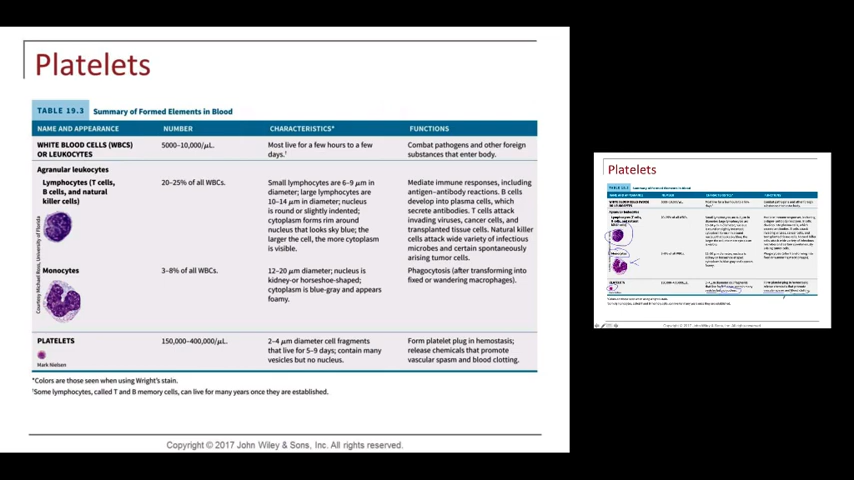 Platelets
TABLE 19.3 Summary of Formed Elements in Blood
NAME AND APPEARANCE NUMBER CHARACTERISTICS* FUNCTIONS
WHITE BLOOD CELLS (WBCS) 5000–10,000/μL. Most live for a few hours to a few Combat pathogens and other foreign
OR LEUKOCYTES days.† substances that enter body.
Agranular leukocytes
Lymphocytes (T cells, 20–25% of all WBCs. Small lymphocytes are 6–9 μm in Mediate immune responses, including
B cells, and natural diameter; large lymphocytes are antigen–antibody reactions. B cells
killer cells) 10–14 μm in diameter; nucleus develop into plasma cells, which
is round or slightly indented; secrete antibodies. T cells attack
cytoplasm forms rim around invading viruses, cancer cells, and
nucleus that looks sky blue; the transplanted tissue cells. Natural killer
larger the cell, the more cytoplasm cells attack wide variety of infectious
is visible. microbes and certain spontaneously
arising tumor cells.
Monocytes 3–8% of all WBCs. 12–20 μm diameter; nucleus is Phagocytosis (after transforming into
kidney- or horseshoe-shaped; fixed or wandering macrophages).
cytoplasm is blue-gray and appears
foamy.
Courtesy Michael Ross, University of Florida
PLATELETS 150,000–400,000/μL. 2–4 μm diameter cell fragments Form platelet plug in hemostasis;
that live for 5–9 days; contain many release chemicals that promote
vesicles but no nucleus. vascular spasm and blood clotting.
Mark Nielsen
*Colors are those seen when using Wright's stain.
†Some lymphocytes, called T and B memory cells, can live for many years once they are established.
Copyright © 2017 John Wiley & Sons, Inc. All rights reserved.
Platelets